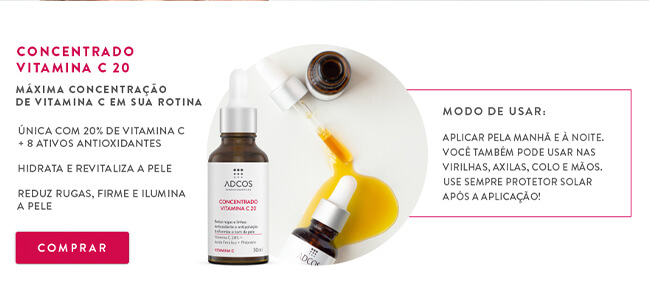 CONCENTRADO
VITAMINA C 20
MÁXIMA CONCENTRAÇÃO
DE VITAMINA C EM SUA ROTINA
ÚNICA COM 20% DE VITAMINA C
+ 8 ATIVOS ANTIOXIDANTES
HIDRATA E REVITALIZA A PELE
REDUZ RUGAS, FIRME E ILUMINA
A PELE
COMPRAR
ADCOS
CONCENTRADO
VITAMINA C 20
VITAMINA C
30ml
ADCOS
MODO DE USAR:
APLICAR PELA MANHÃ E À NOITE.
VOCÊ TAMBÉM PODE USAR NAS
VIRILHAS, AXILAS, COLO E MÃOS.
USE SEMPRE PROTETOR SOLAR
APÓS A APLICAÇÃO!